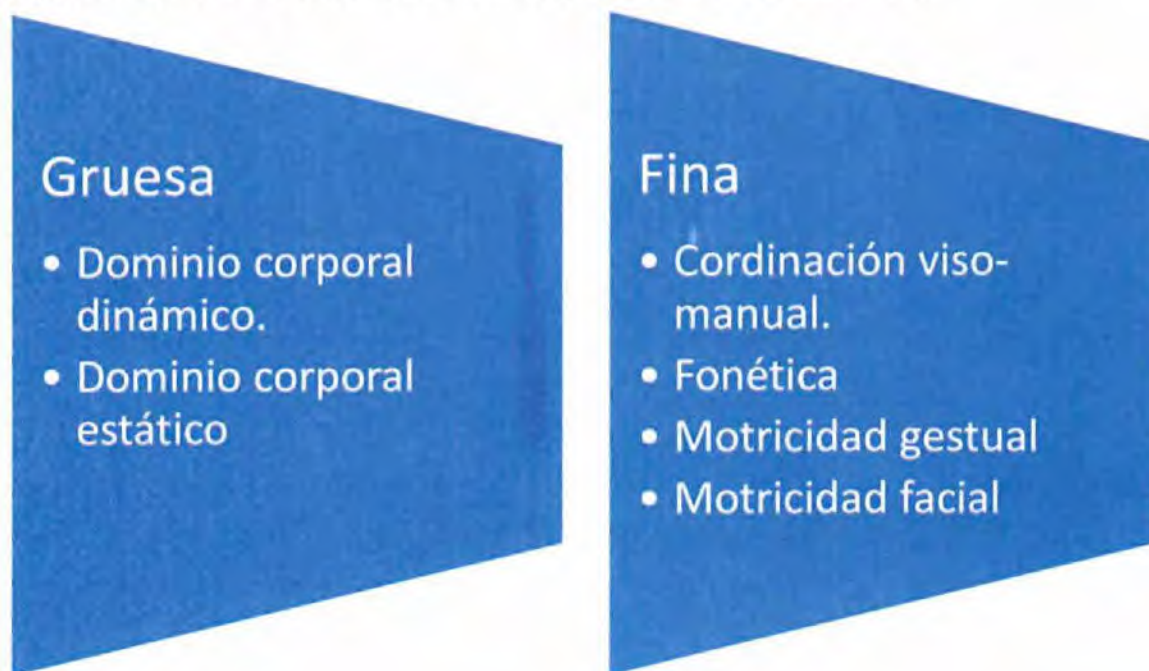 Gruesa
• Dominio corporal
dinámico.
• Dominio corporal
estático
Fina
• Cordinación viso-
manual.
• Fonética
• Motricidad gestual
• Motricidad facial